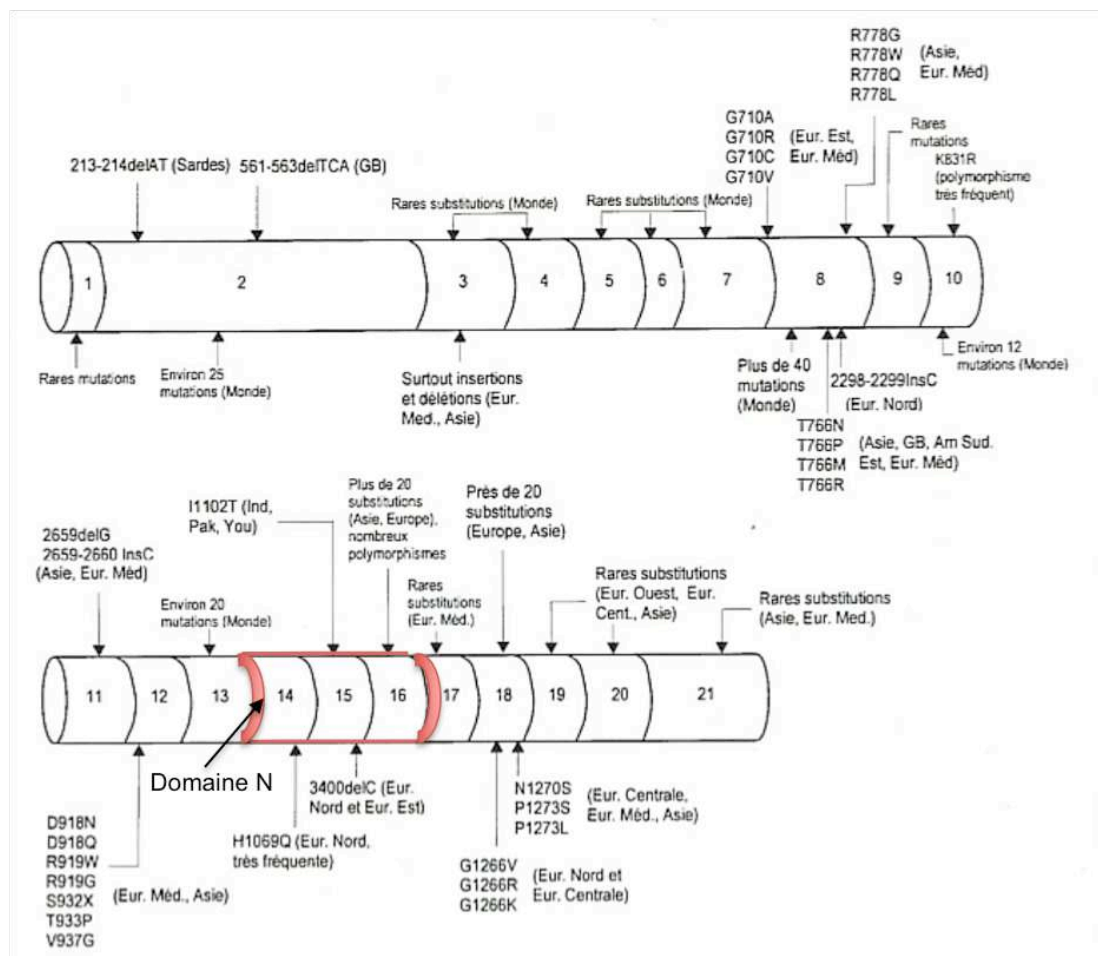 R778G
R778W (Asie,
R778Q Eur. Méd)
R778L
G710A
G710R (Eur. Est,
G710C Eur. Méd)
G710V
Rares
mutations
K831R
(polymorphisme
très fréquent)
213-214delAT (Sardes)
561-563delTCA (GB)
Rares substitutions (Monde)
Rares substitutions (Monde)
1
2
3
4
5
6
7
8
9
10
Rares mutations
Environ 25
mutations (Monde)
Surtout insertions
et délétions (Eur.
Med., Asie)
Plus de 40
mutations
(Monde)
2298-2299InsC
(Eur. Nord)
Environ 12
mutations (Monde)
T766N
T766P (Asie, GB, Am Sud.
T766M Est, Eur. Méd)
T766R
2659delG
2659-2660 InsC
(Asie, Eur. Méd)
Environ 20
mutations (Monde)
I1102T (Ind,
Pak, You)
Plus de 20
substitutions
(Asie, Europe),
nombreux
polymorphismes
Rares
substitutions
(Eur. Méd.)
Près de 20
substitutions
(Europe, Asie)
Rares substitutions
(Eur. Ouest, Eur.
Cent., Asie)
Rares substitutions
(Asie, Eur. Med.)
11
12
13
14
15
16
17
18
19
20
21
Domaine N
D918N
D918Q
R919W
R919G
S932X (Eur. Méd., Asie)
T933P
V937G
H1069Q (Eur. Nord,
très fréquente)
3400delC (Eur.
Nord et Eur. Est)
N1270S (Eur. Centrale,
P1273S Eur. Méd., Asie)
P1273L
G1266V (Eur. Nord et
G1266R Eur. Centrale)
G1266K